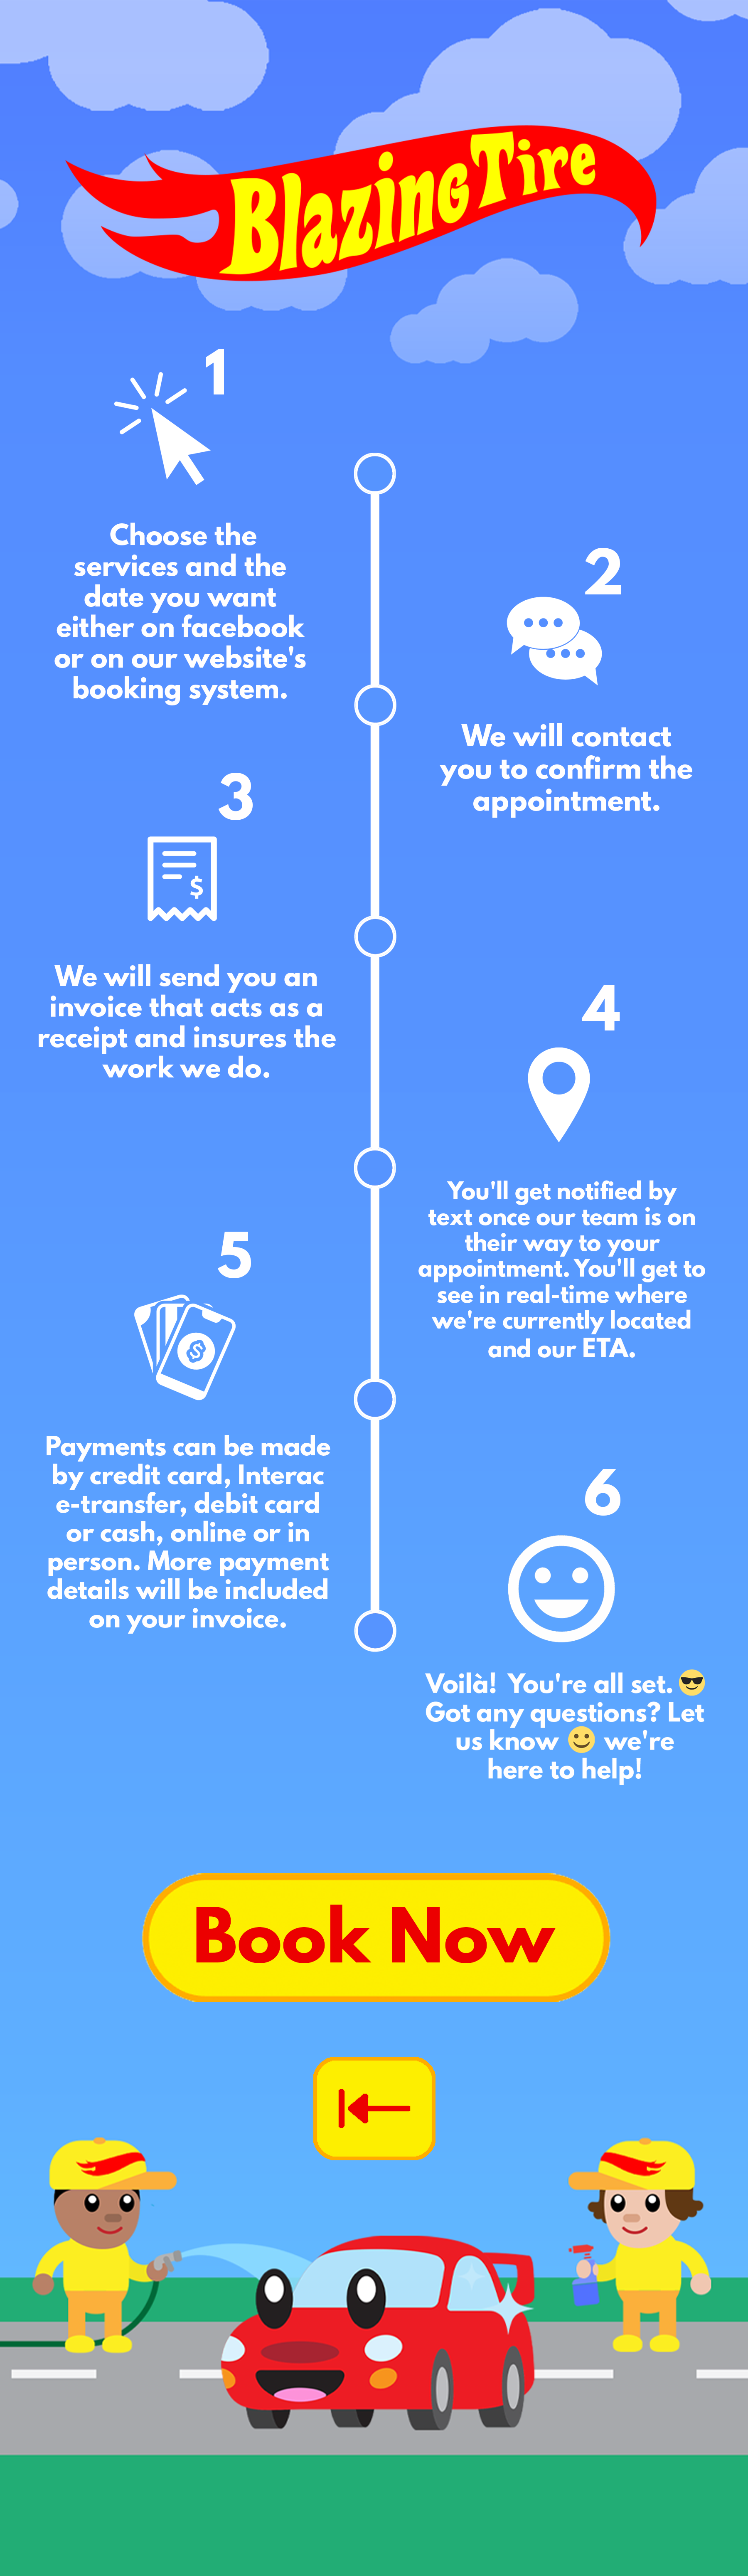 BlazingTire
1
Choose the
services and the
date you want
either on facebook
or on our website's
booking system.
2
We will contact
you to confirm the
appointment.
3
$
We will send you an
invoice that acts as a
receipt and insures the
work we do.
4
You'll get notified by
text once our team is on
their way to your
appointment. You'll get to
see in real-time where
we're currently located
and our ETA.
5
$
Payments can be made
by credit card, Interac
e-transfer, debit card
or cash, online or in
person. More payment
details will be included
on your invoice.
6
Voilà! You're all set. 😎
Got any questions? Let
us know 🙂 we're
here to help!
Book Now